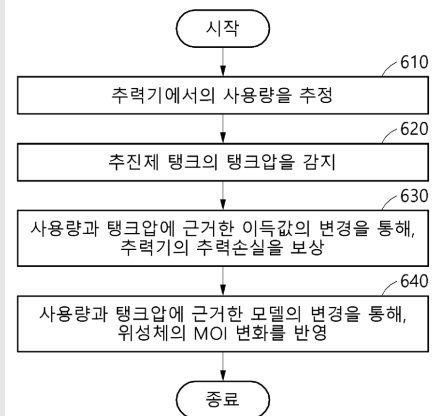 시작
610
추력기에서의 사용량을 추정
620
추진제 탱크의 탱크압을 감지
630
사용량과 탱크압에 근거한 이득값의 변경을 통해,
추력기의 추력손실을 보상
640
사용량과 탱크압에 근거한 모델의 변경을 통해,
위성체의 MOI 변화를 반영
종료